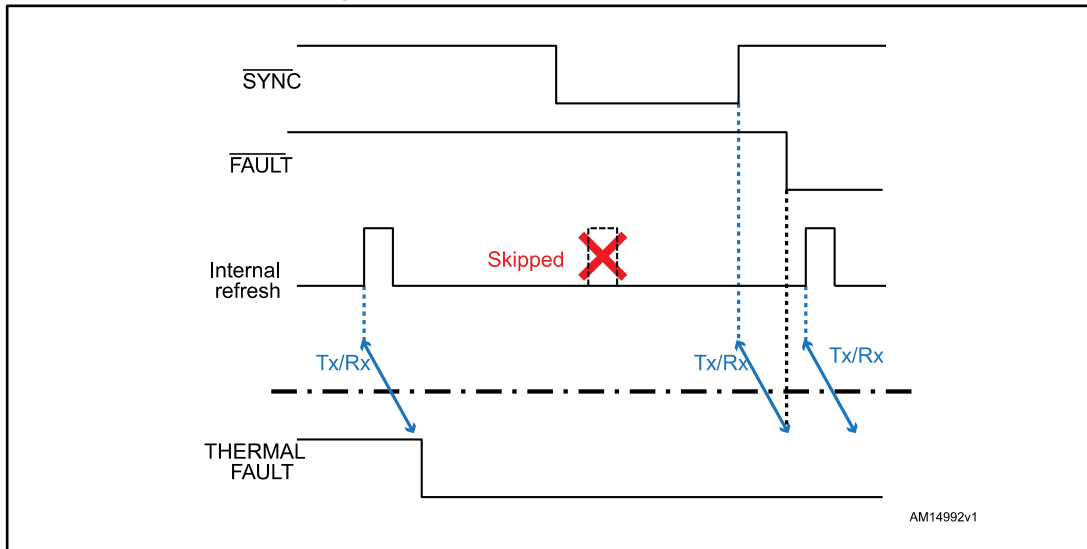 SYNC
FAULT
Skipped
Internal
refresh
Tx/Rx
Tx/Rx
Tx/Rx
THERMAL
FAULT
AM14992v1